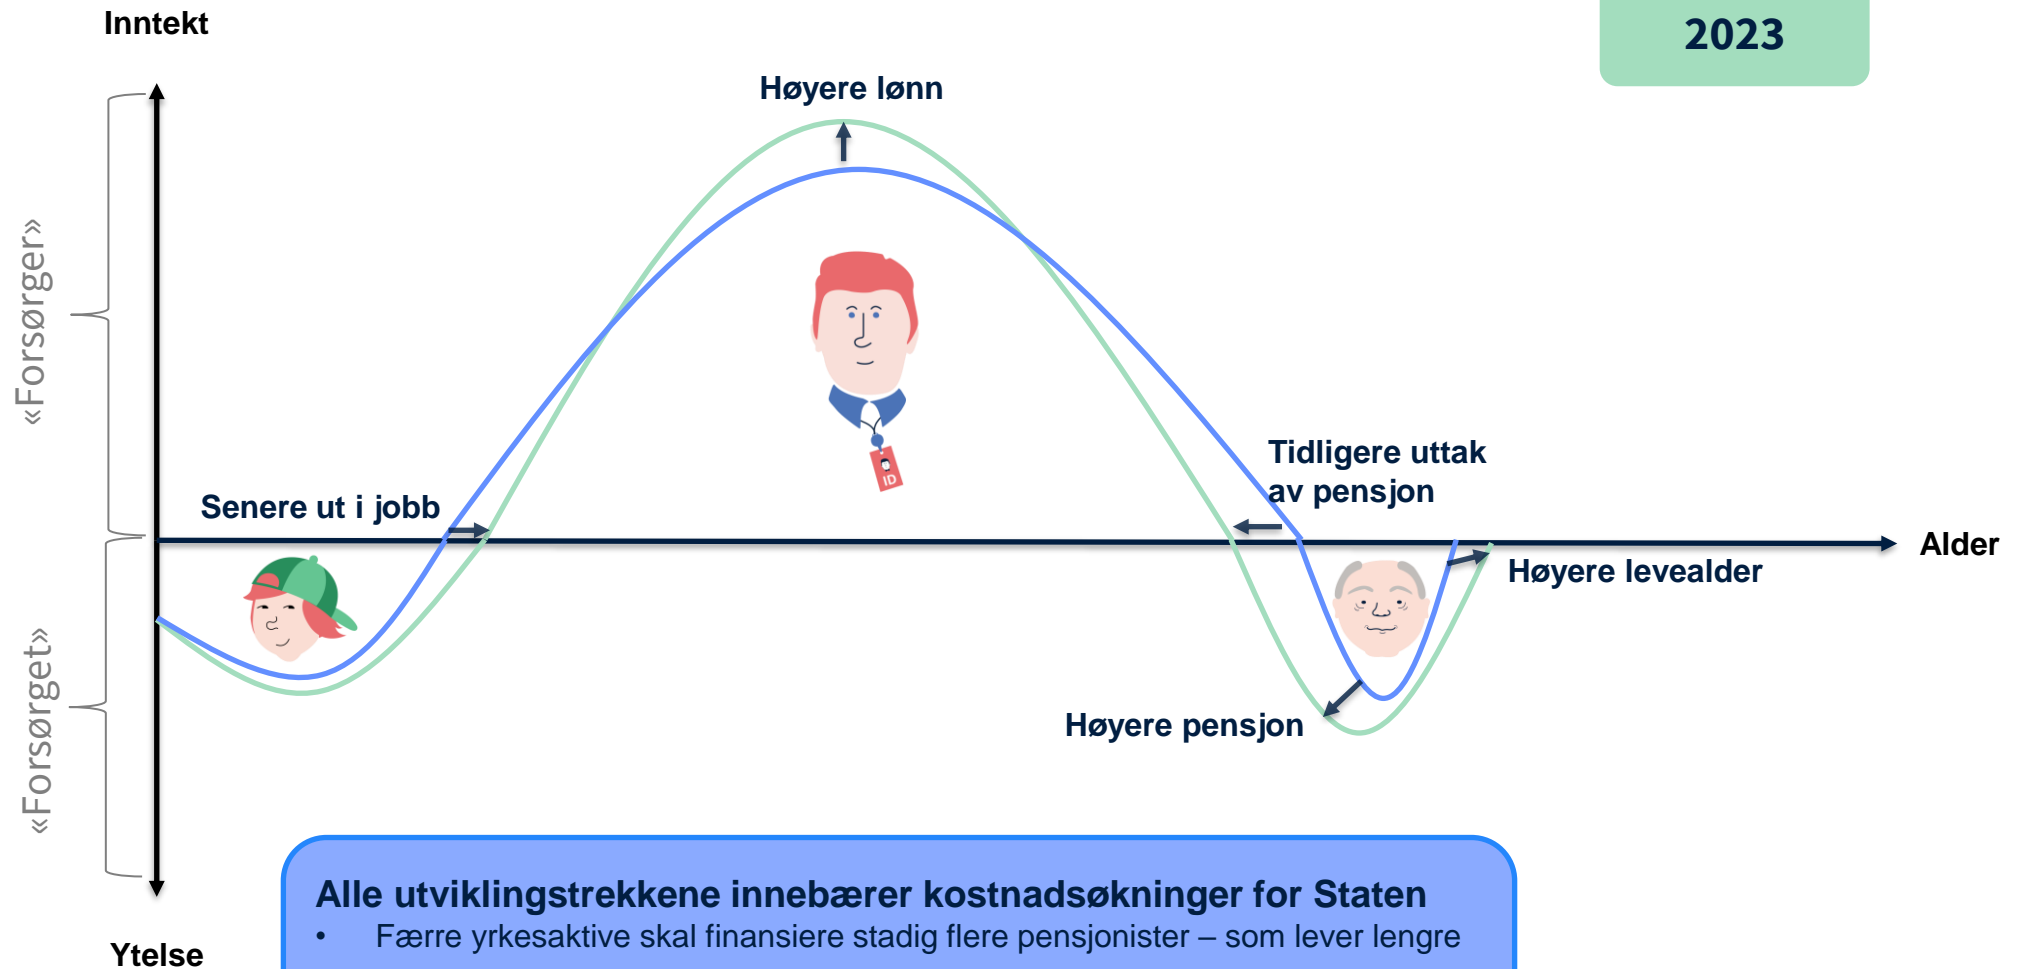 Inntekt
2023
Høyere lønn
«Forsørger»
Tidligere uttak
av pensjon
Senere ut i jobb
ID
Alder
Høyere levealder
«Forsørget»
Høyere pensjon
Alle utviklingstrekkene innebærer kostnadsøkninger for Staten
• Færre yrkesaktive skal finansiere stadig flere pensjonister – som lever lengre
Ytelse